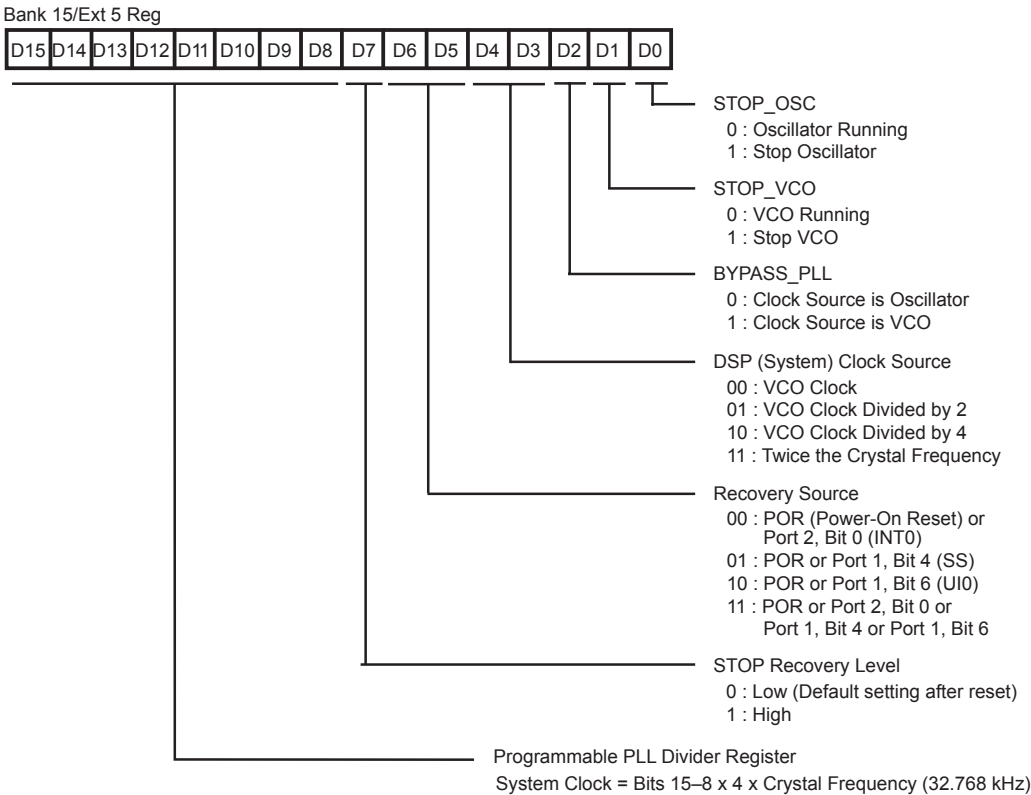 Bank 15/Ext 5 Reg
D15 D14 D13 D12 D11 D10 D9 D8 D7 D6 D5 D4 D3 D2 D1 D0
STOP_OSC
0 : Oscillator Running
1 : Stop Oscillator
STOP_VCO
0 : VCO Running
1 : Stop VCO
BYPASS_PLL
0 : Clock Source is Oscillator
1 : Clock Source is VCO
DSP (System) Clock Source
00 : VCO Clock
01 : VCO Clock Divided by 2
10 : VCO Clock Divided by 4
11 : Twice the Crystal Frequency
Recovery Source
00 : POR (Power-On Reset) or
Port 2, Bit 0 (INT0)
01 : POR or Port 1, Bit 4 (SS)
10 : POR or Port 1, Bit 6 (UI0)
11 : POR or Port 2, Bit 0 or
Port 1, Bit 4 or Port 1, Bit 6
STOP Recovery Level
0 : Low (Default setting after reset)
1 : High
Programmable PLL Divider Register
System Clock = Bits 15–8 x 4 x Crystal Frequency (32.768 kHz)